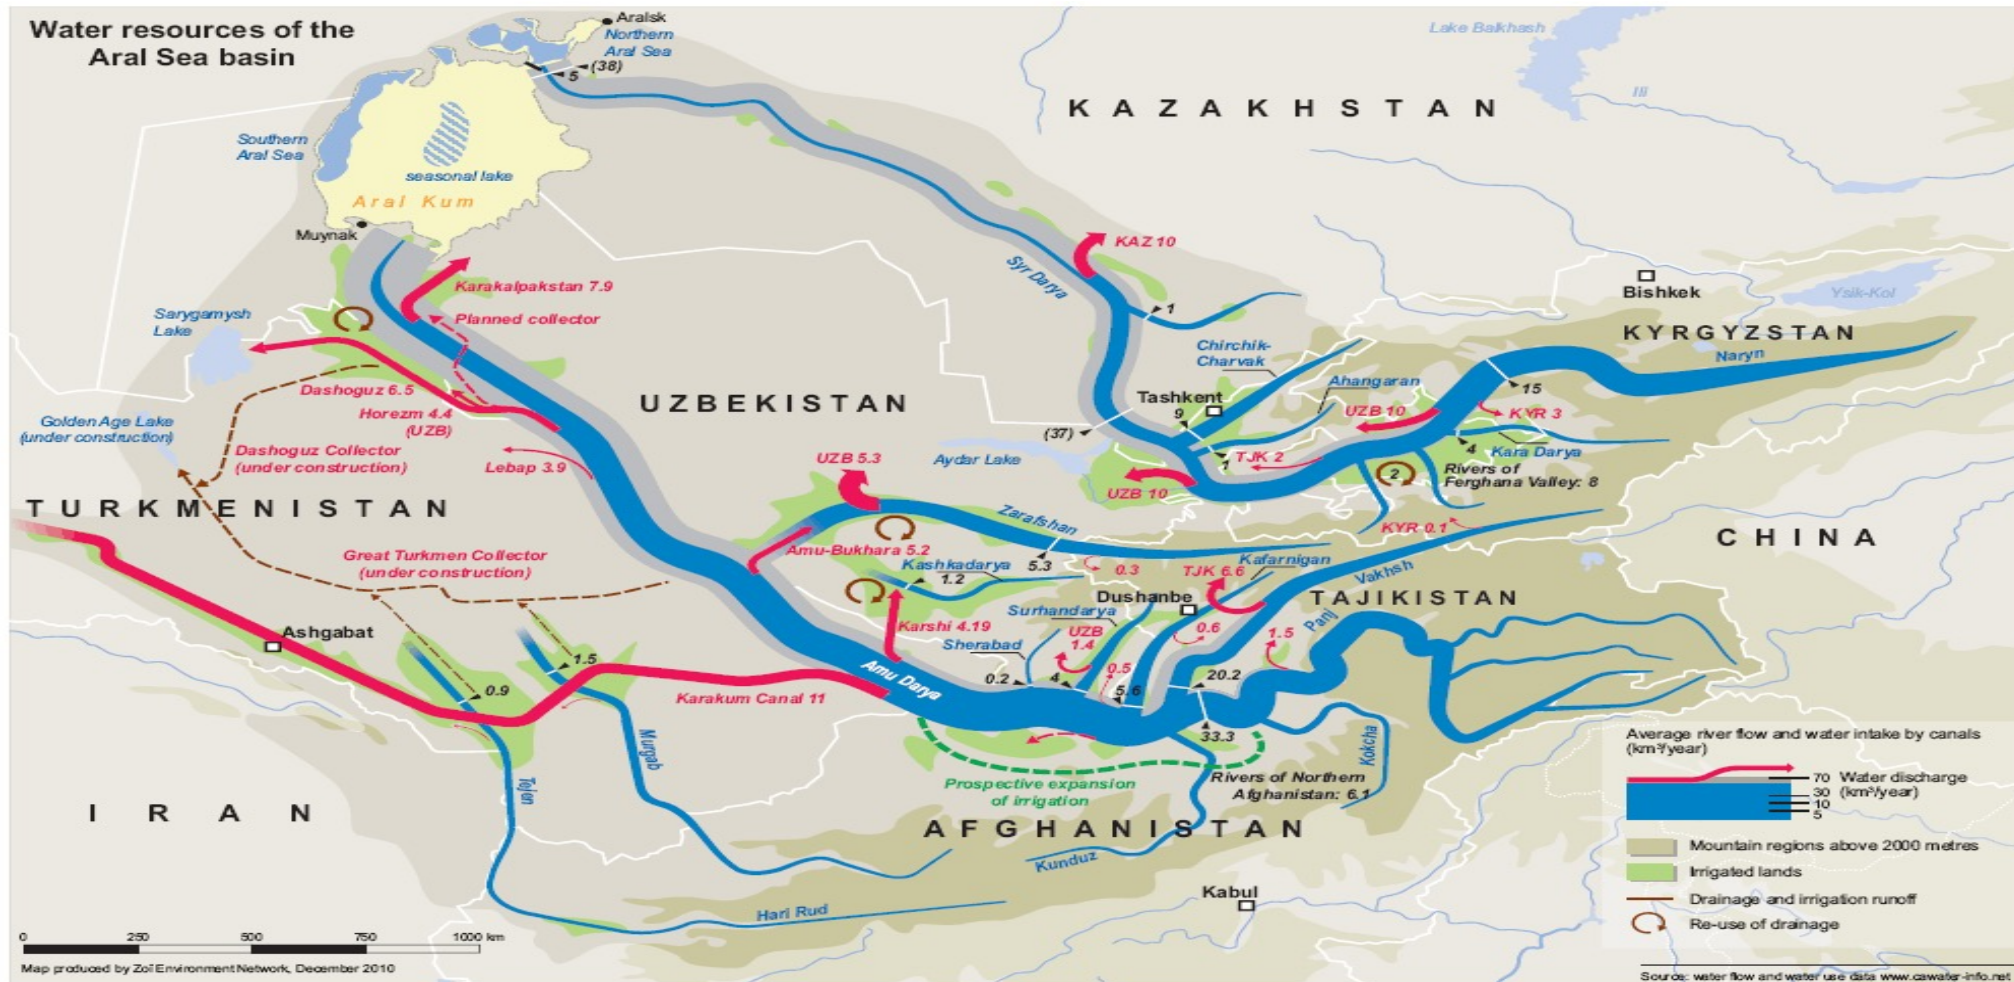 Water resources of the
Aral Sea basin
Aralsk
Northern
Aral Sea
5
(38)
Lake Balkhash
Ili
KAZAKHSTAN
Southern
Aral Sea
seasonal lake
Aral Kum
Muynak
KAZ 10
Syr Darya
Karakalpakstan 7.9
Planned collector
Sarygamysh
Lake
1
Bishkek
Ysik-Kol
KYRGYZSTAN
Naryn
Chirchik-
Charvak
Ahangaran
Tashkent
9
15
UZB 10
KYR 3
Dashoguz 6.5
Horezm 4.4
(UZB)
UZBEKISTAN
Golden Age Lake
(under construction)
Dashoguz Collector
(under construction)
Lebap 3.9
(37)
Aydar Lake
1
TJK 2
4
Kara Darya
2
Rivers of
Ferghana Valley: 8
UZB 5.3
UZB 10
TURKMENISTAN
Zarafshan
KYR 0.1
CHINA
Great Turkmen Collector
(under construction)
Amu-Bukhara 5.2
Kashkadarya
1.2
5.3
0.3
Kafarnigan
TJK 6.6
Vakhsh
Surhandarya
Dushanbe
TAJIKISTAN
Ashgabat
Karshi 4.19
Sherabad
UZB
1.4
0.6
1.5
Panj
1.5
0.9
Amu Darya
0.2
4
0.5
5.6
20.2
Karakum Canal 11
33.3
Murgab
Tejen
Kokcha
Prospective expansion
of irrigation
Rivers of Northern
Afghanistan: 6.1
IRAN
AFGHANISTAN
Kunduz
Kabul
Hari Rud
Average river flow and water intake by canals
(km³/year)
70 Water discharge
30 (km³/year)
10
5
Mountain regions above 2000 metres
Irrigated lands
Drainage and irrigation runoff
Re-use of drainage
0 250 500 750 1000 km
Map produced by Zoï Environment Network, December 2010
Source: water flow and water use data www.cawater-info.net